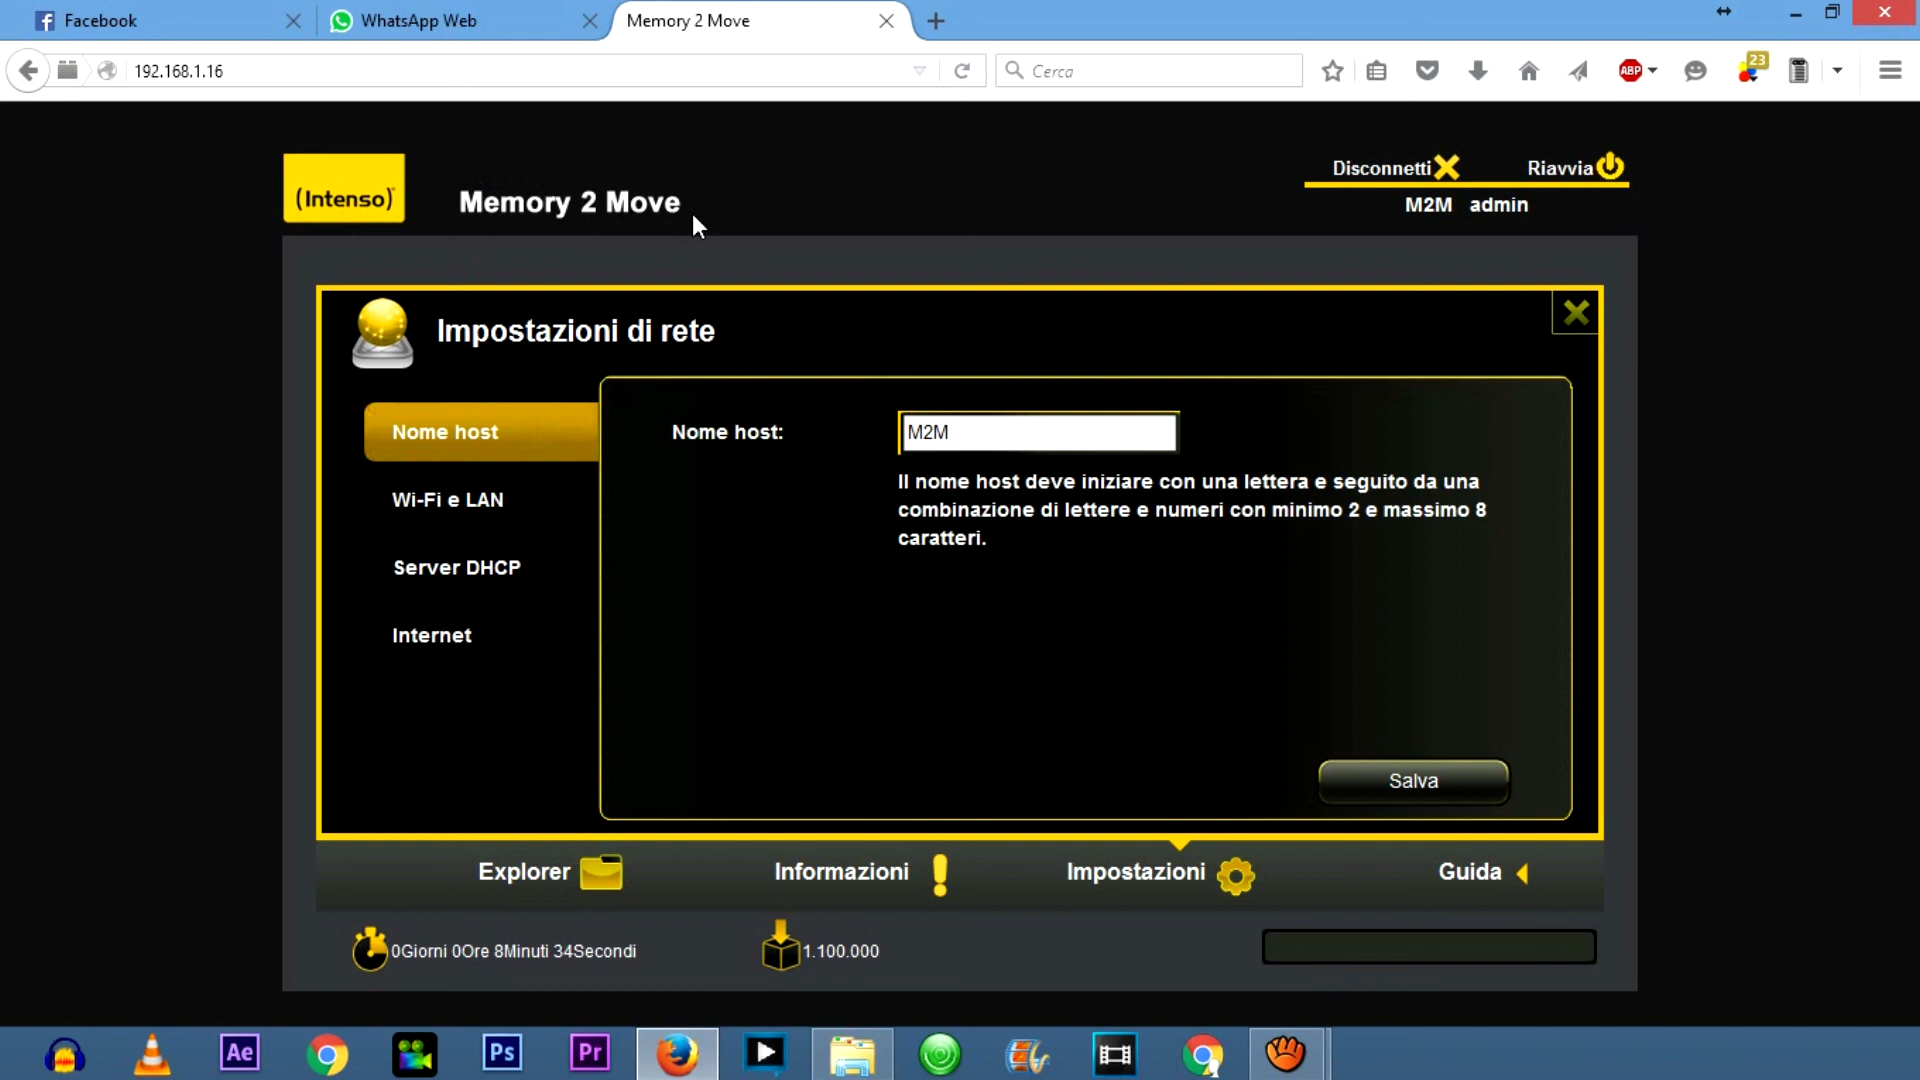 Facebook
WhatsApp Web
Memory 2 Move
192.168.1.16
Cerca
ABP
23
(Intenso)®
Memory 2 Move
Disconnetti
Riavvia
M2M admin
Impostazioni di rete
Nome host
Wi-Fi e LAN
Server DHCP
Internet
Nome host:
M2M
Il nome host deve iniziare con una lettera e seguito da una
combinazione di lettere e numeri con minimo 2 e massimo 8
caratteri.
Salva
Explorer
Informazioni
Impostazioni
Guida
0Giorni 0Ore 8Minuti 34Secondi
1.100.000
Ae
Ps
Pr